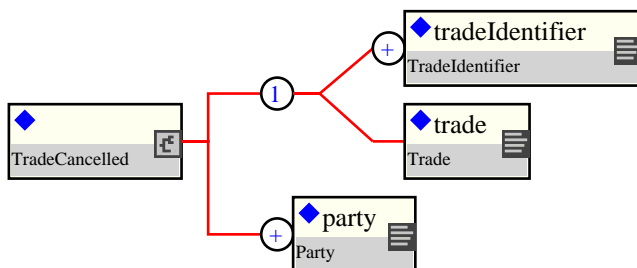 tradeIdentifier
+
TradeIdentifier
1
trade
TradeCancelled
Trade
party
+
Party